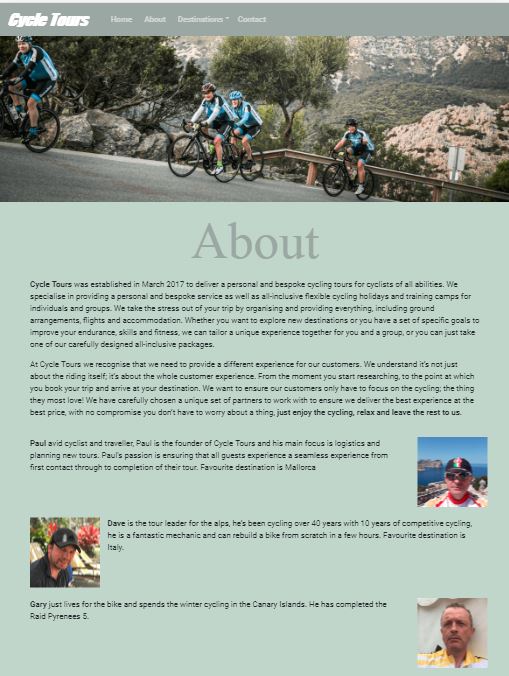 Cycle Tours
Home About Destinations Contact
About
Cycle Tours was established in March 2017 to deliver a personal and bespoke cycling tours for cyclists of all abilities. We
specialise in providing a personal and bespoke service as well as all-inclusive flexible cycling holidays and training camps for
individuals and groups. We take the stress out of your trip by organising and providing everything, including ground
arrangements, flights and accommodation. Whether you want to explore new destinations or you have a set of specific goals to
improve your endurance, skills and fitness, we can tailor a unique experience together for you and a group, or you can just take
one of our carefully designed all-inclusive packages.
At Cycle Tours we recognise that we need to provide a different experience for our customers. We understand it's not just
about the riding itself; it's about the whole customer experience. From the moment you start researching, to the point at which
you book your trip and arrive at your destination. We want to ensure our customers only have to focus on the cycling; the thing
they most love! We have carefully chosen a unique set of partners to work with to ensure we deliver the best experience at the
best price, with no compromise you don't have to worry about a thing, just enjoy the cycling, relax and leave the rest to us.
Paul avid cyclist and traveller, Paul is the founder of Cycle Tours and his main focus is logistics and
planning new tours. Paul's passion is ensuring that all guests experience a seamless experience from
first contact through to completion of their tour. Favourite destination is Mallorca
Dave is the tour leader for the alps, he's been cycling over 40 years with 10 years of competitive cycling,
he is a fantastic mechanic and can rebuild a bike from scratch in a few hours. Favourite destination is
Italy.
Gary just lives for the bike and spends the winter cycling in the Canary Islands. He has completed the
Raid Pyrenees 5.